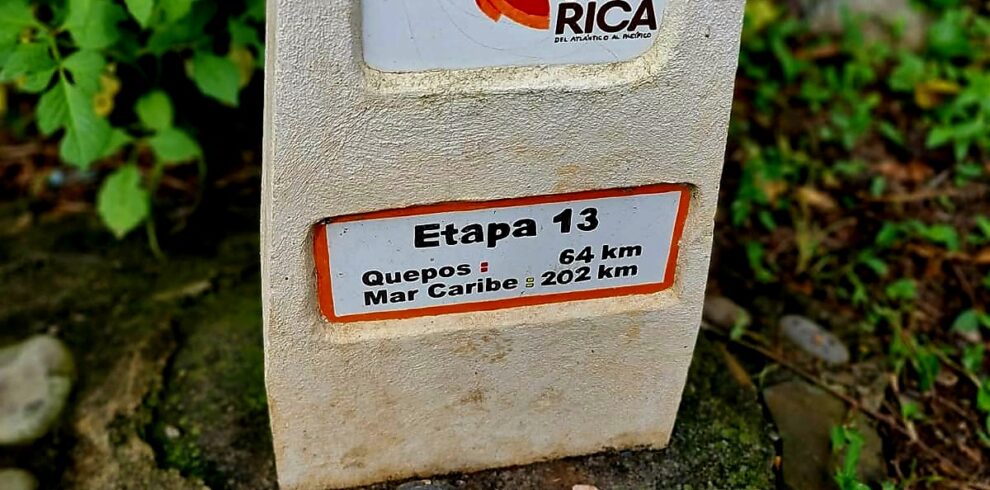 RICA
DEL ATLÁNTICO AL PACÍFICO
Etapa 13
Quepos : 64 km
Mar Caribe : 202 km